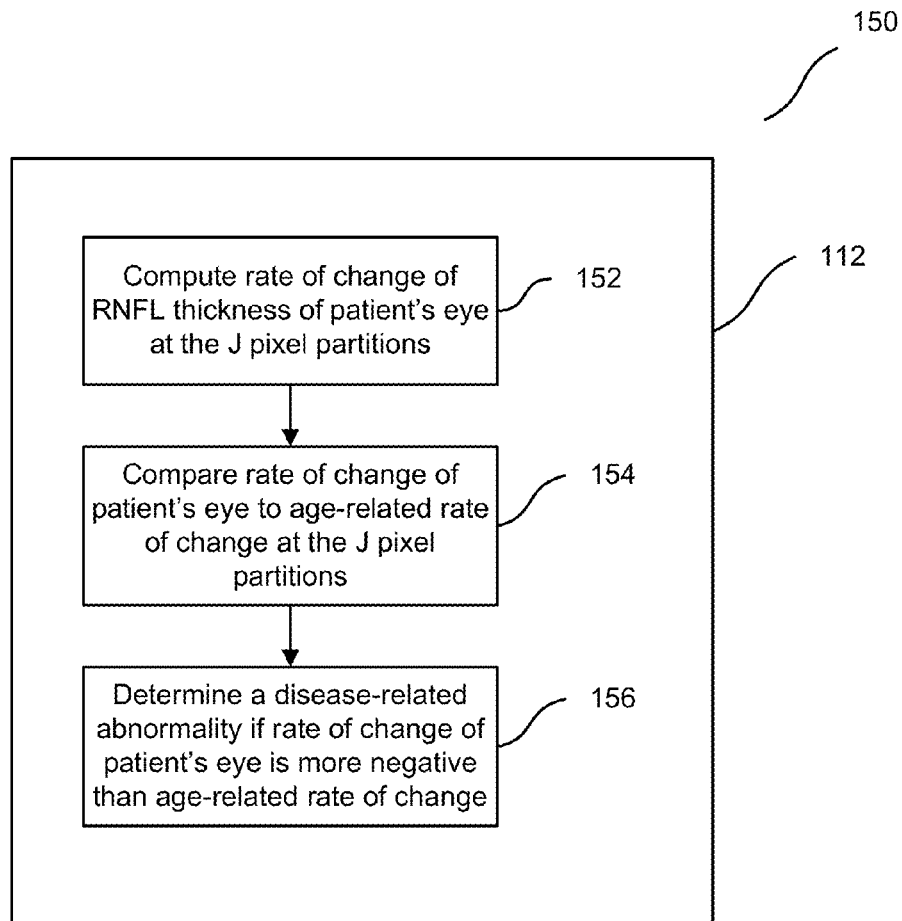 150
112
Compute rate of change of
RNFL thickness of patient's eye
at the J pixel partitions
152
Compare rate of change of
patient's eye to age-related rate
of change at the J pixel
partitions
154
Determine a disease-related
abnormality if rate of change of
patient's eye is more negative
than age-related rate of change
156